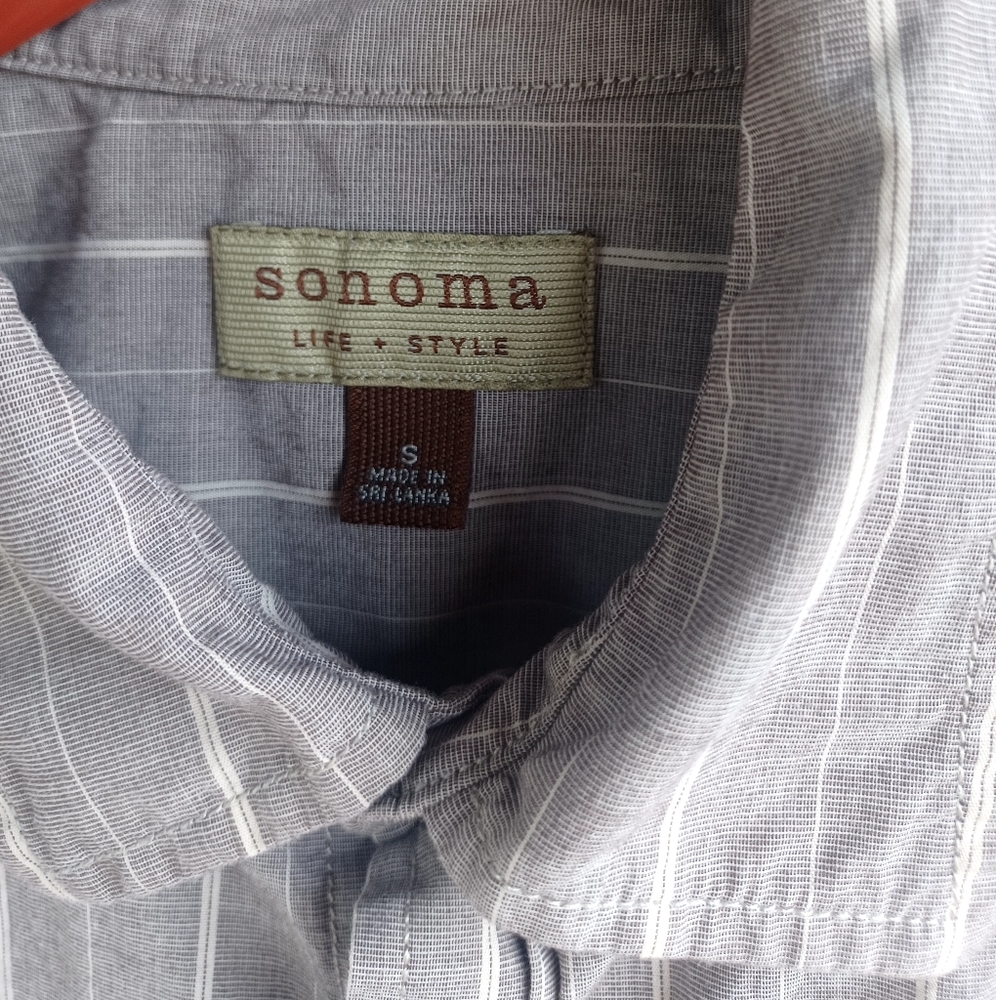 sonoma
LIFE + STYLE
S
MADE IN
SRI LANKA